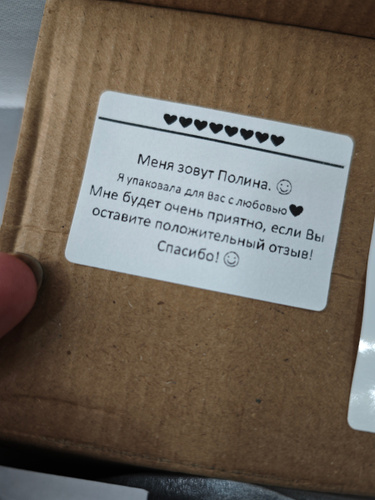 ♥♥♥♥♥♥♥♥
Меня зовут Полина. ☺
Я упаковала для Вас с любовью♥
Мне будет очень приятно, если Вы
оставите положительный отзыв!
Спасибо! ☺